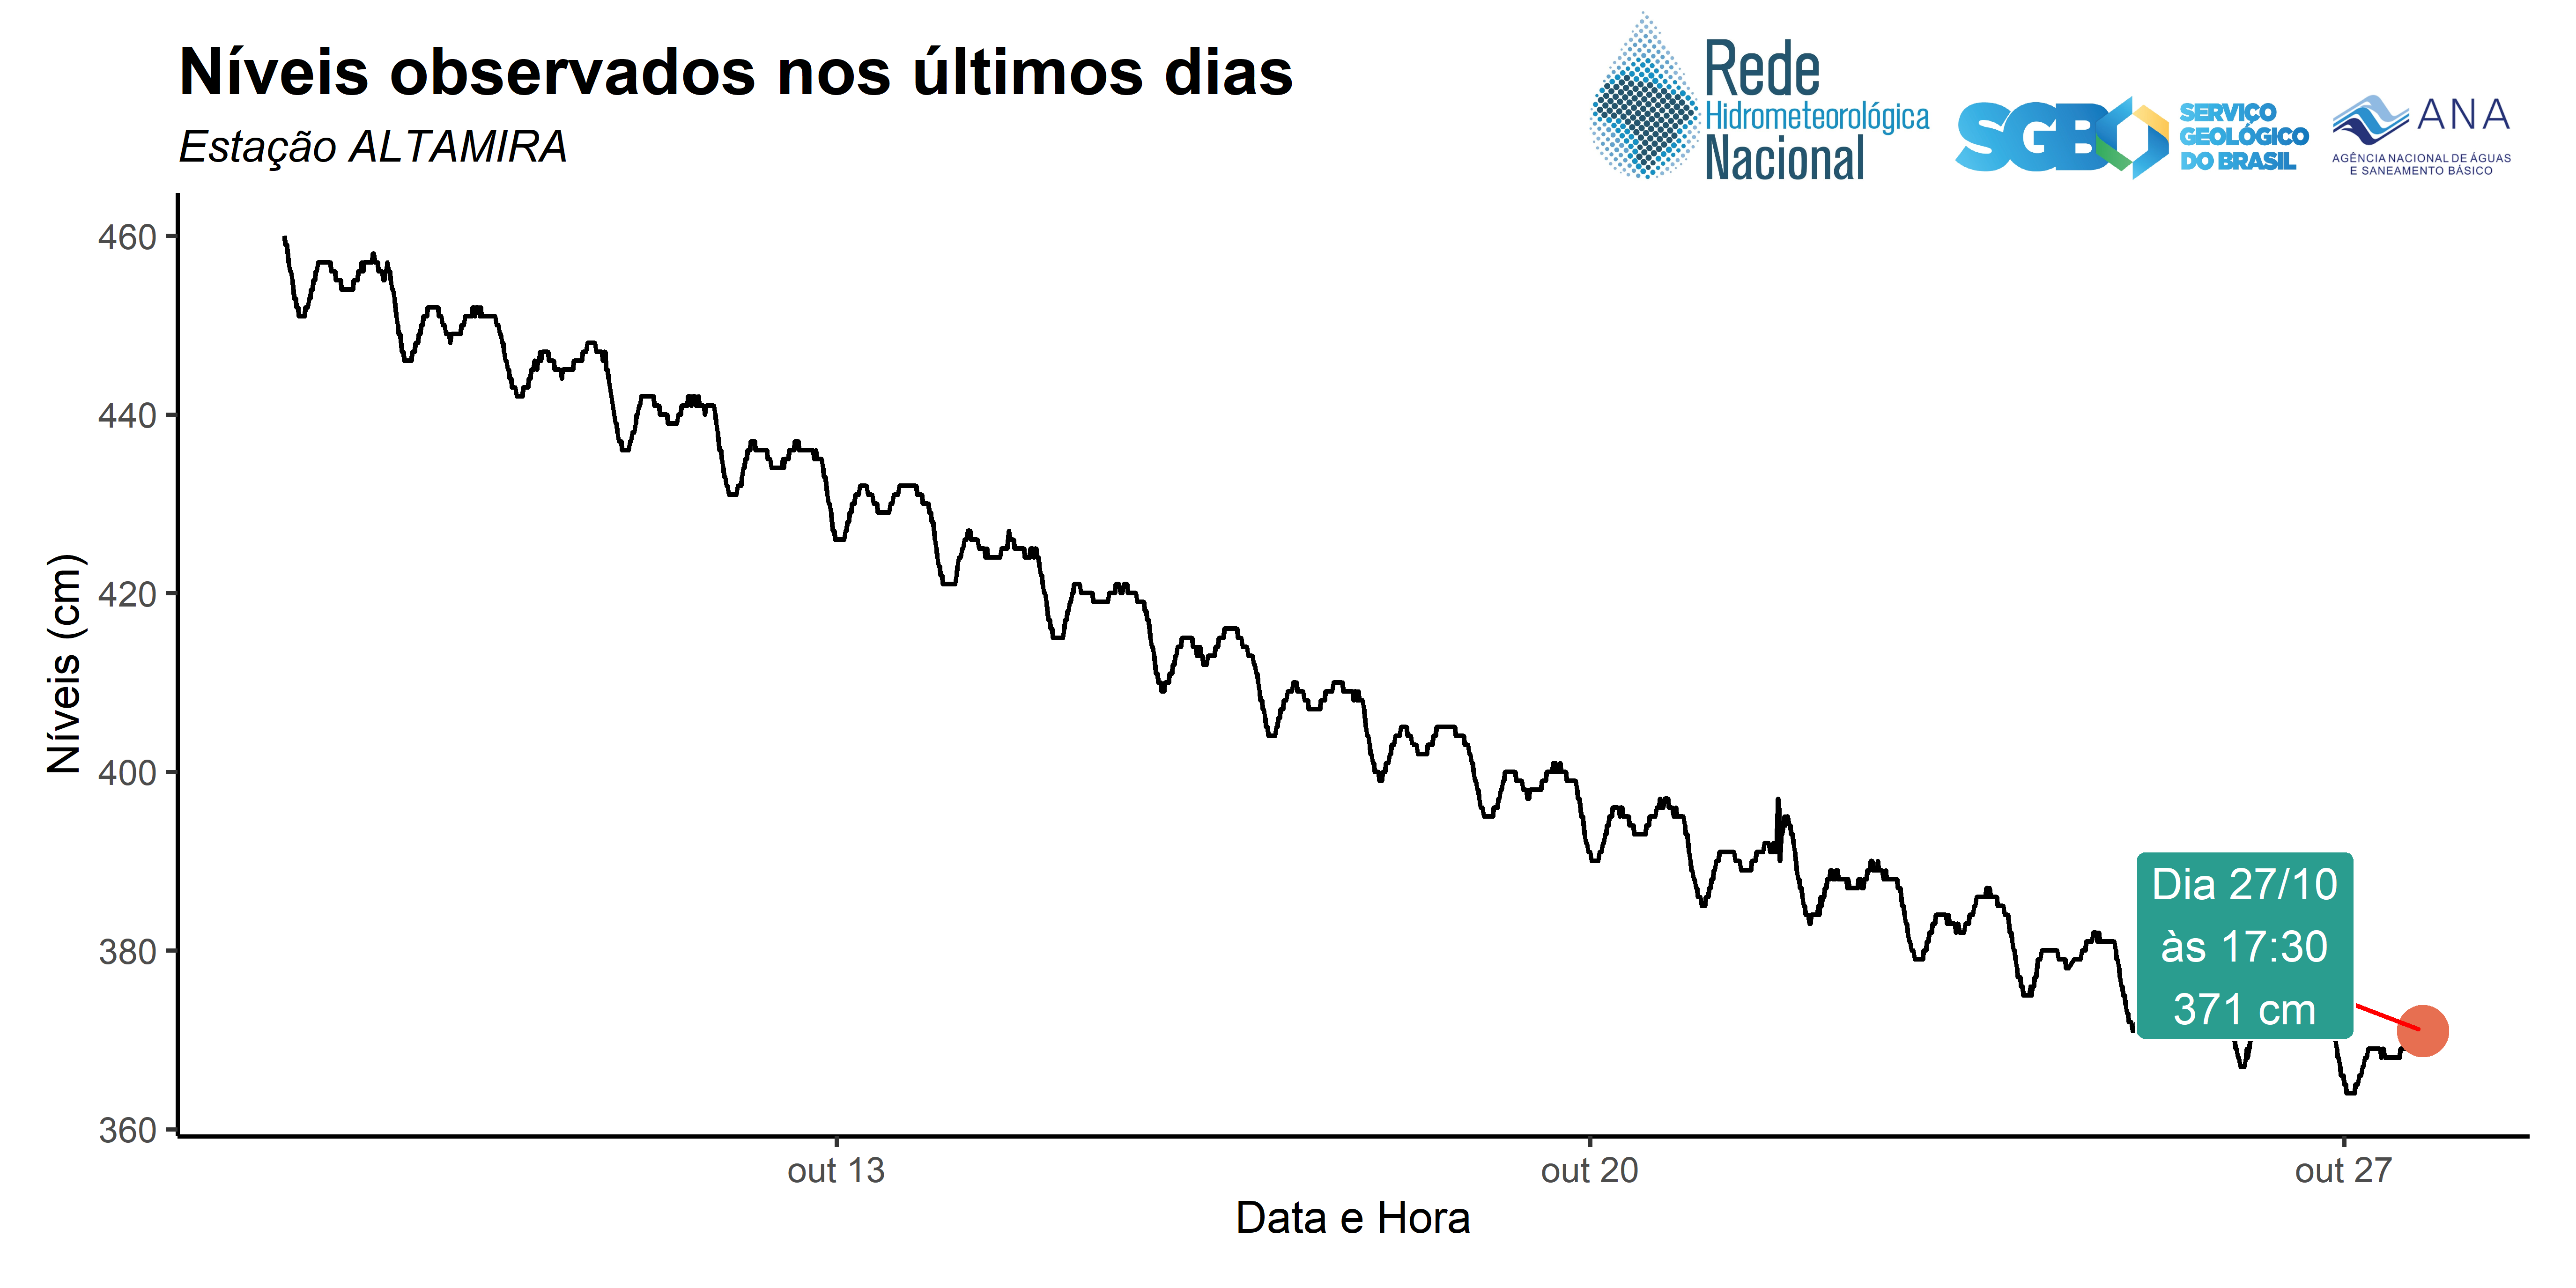 Níveis observados nos últimos dias
Estação ALTAMIRA
Rede
Hidrometeorológica
Nacional
SGB
SERVIÇO
GEOLÓGICO
DO BRASIL
ANA
AGÊNCIA NACIONAL DE ÁGUAS
E SANEAMENTO BÁSICO
Níveis (cm)
460
440
420
400
380
360
Dia 27/10
às 17:30
371 cm
out 13
out 20
out 27
Data e Hora